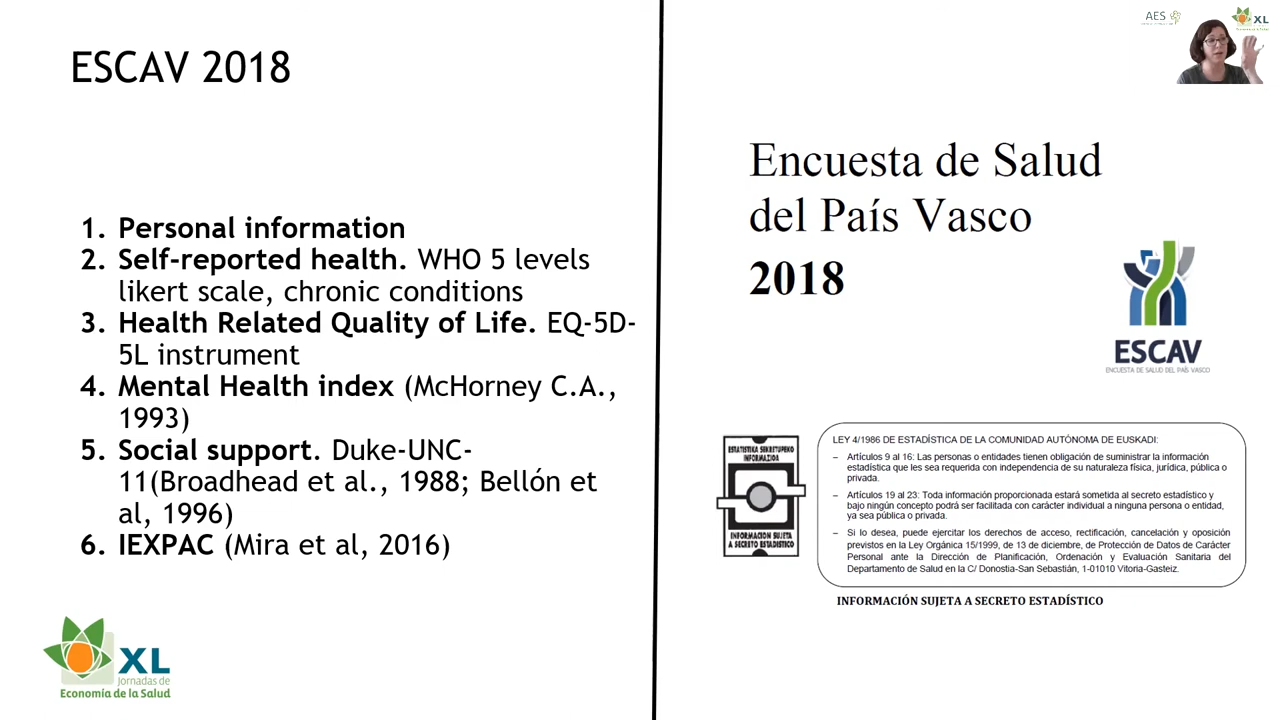 ESCAV 2018
1. Personal information
2. Self-reported health. WHO 5 levels
likert scale, chronic conditions
3. Health Related Quality of Life. EQ-5D-
5L instrument
4. Mental Health index (McHorney C.A.,
1993)
5. Social support. Duke-UNC-
11(Broadhead et al., 1988; Bellón et
al, 1996)
6. IEXPAC (Mira et al, 2016)
XL
Jornadas de
Economía de la Salud
AES
XL
Encuesta de Salud
del País Vasco
2018
ESCAV
ENCUESTA DE SALUD DEL PAÍS VASCO
ESTATISTIKA SEKRETUPEKO
INFORMAZIOA
INFORMACION SUJETA
A SECRETO ESTADISTICO
LEY 4/1986 DE ESTADÍSTICA DE LA COMUNIDAD AUTÓNOMA DE EUSKADI:
– Artículos 9 al 16: Las personas o entidades tienen obligación de suministrar la información
estadística que les sea requerida con independencia de su naturaleza física, jurídica, pública o
privada.
– Artículos 19 al 23: Toda información proporcionada estará sometida al secreto estadístico y
bajo ningún concepto podrá ser facilitada con carácter individual a ninguna persona o entidad,
ya sea pública o privada.
– Si lo desea, puede ejercitar los derechos de acceso, rectificación, cancelación y oposición
previstos en la Ley Orgánica 15/1999, de 13 de diciembre, de Protección de Datos de Carácter
Personal ante la Dirección de Planificación, Ordenación y Evaluación Sanitaria del
Departamento de Salud en la C/ Donostia-San Sebastián, 1-01010 Vitoria-Gasteiz.
INFORMACIÓN SUJETA A SECRETO ESTADÍSTICO